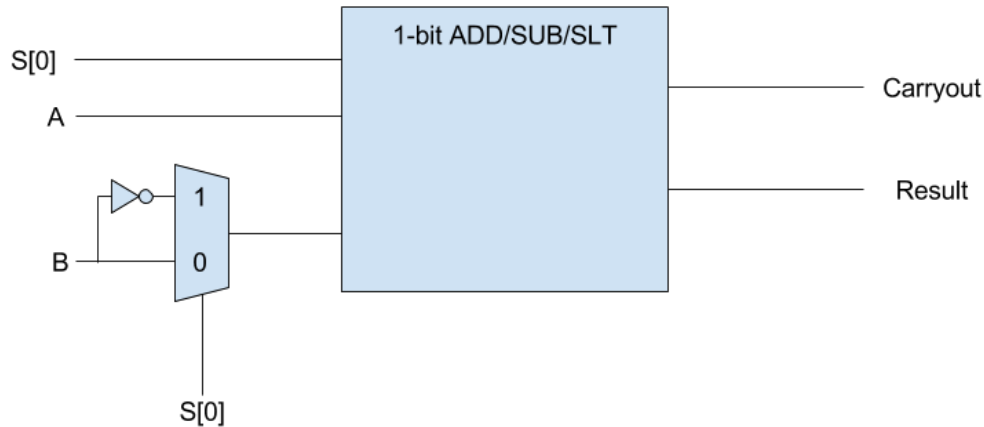 1-bit ADD/SUB/SLT
S[0]
Carryout
A
1
Result
B
0
S[0]